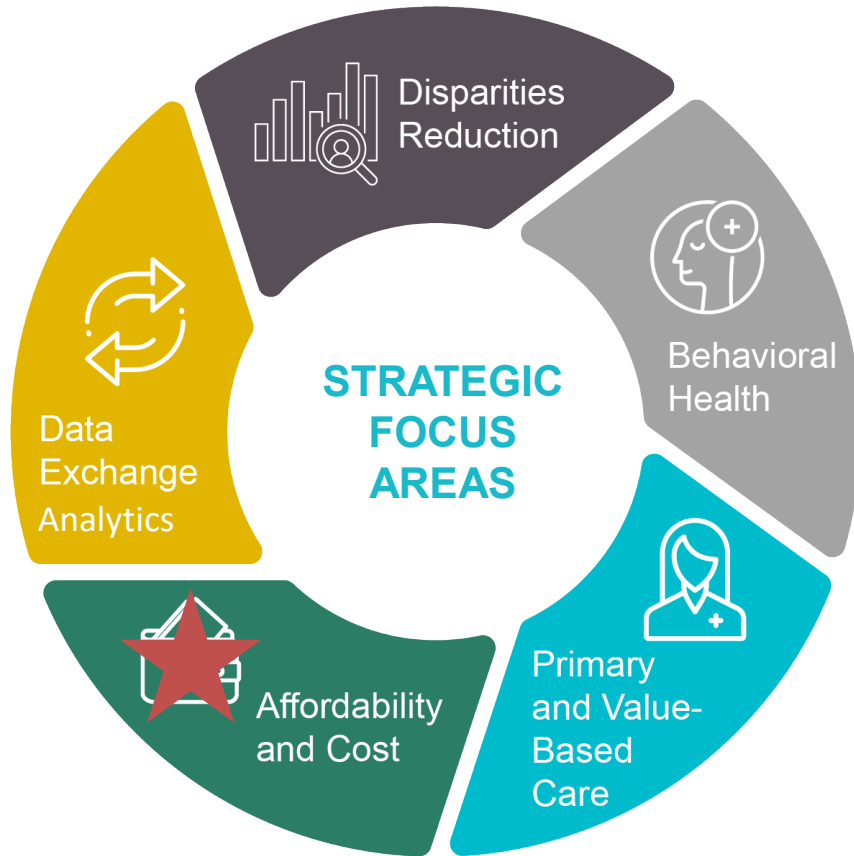 Disparities
Reduction
Behavioral
Health
STRATEGIC
FOCUS
AREAS
Data
Exchange
Analytics
Primary
and Value-
Based
Care
Affordability
and Cost